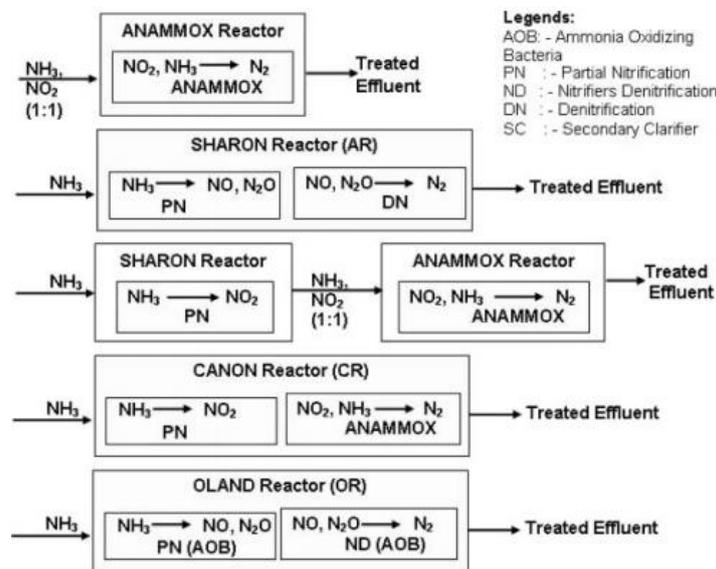 ANAMMOX Reactor
NH₃,
NO₂
(1:1)
NO₂, NH₃ → N₂
ANAMMOX
Treated
Effluent
Legends:
AOB: - Ammonia Oxidizing
Bacteria
PN : - Partial Nitrification
ND : - Nitrifiers Denitrification
DN : - Denitrification
SC : - Secondary Clarifier
SHARON Reactor (AR)
NH₃
NH₃ → NO, N₂O
PN
NO, N₂O → N₂
DN
Treated Effluent
SHARON Reactor
NH₃
NH₃ → NO₂
PN
NH₃,
NO₂
(1:1)
ANAMMOX Reactor
NO₂, NH₃ → N₂
ANAMMOX
Treated
Effluent
CANON Reactor (CR)
NH₃
NH₃ → NO₂
PN
NO₂, NH₃ → N₂
ANAMMOX
Treated Effluent
OLAND Reactor (OR)
NH₃
NH₃ → NO, N₂O
PN (AOB)
NO, N₂O → N₂
ND (AOB)
Treated Effluent